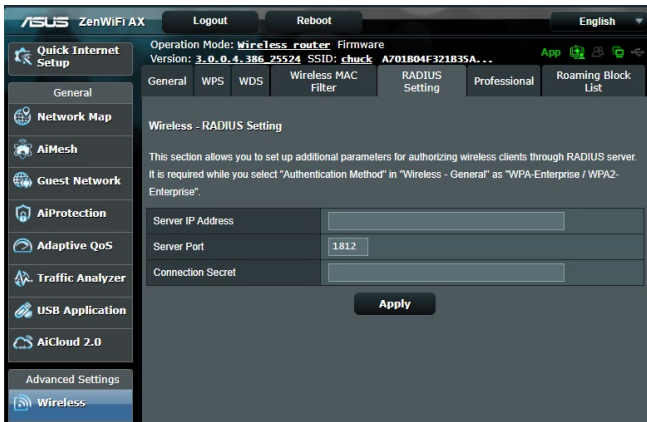 ASUS ZenWiFi AX Logout Reboot English
Quick Internet Setup
Operation Mode: Wireless router Firmware
Version: 3.0.0.4.386_25524 SSID: chuck A701B04F321B35A... App
General WPS WDS Wireless MAC Filter RADIUS Setting Professional Roaming Block List
General
Network Map
AiMesh
Guest Network
AiProtection
Adaptive QoS
Traffic Analyzer
USB Application
AiCloud 2.0
Advanced Settings
Wireless
Wireless - RADIUS Setting
This section allows you to set up additional parameters for authorizing wireless clients through RADIUS server.
It is required while you select "Authentication Method" in "Wireless - General" as "WPA-Enterprise / WPA2-
Enterprise".
Server IP Address
Server Port 1812
Connection Secret
Apply